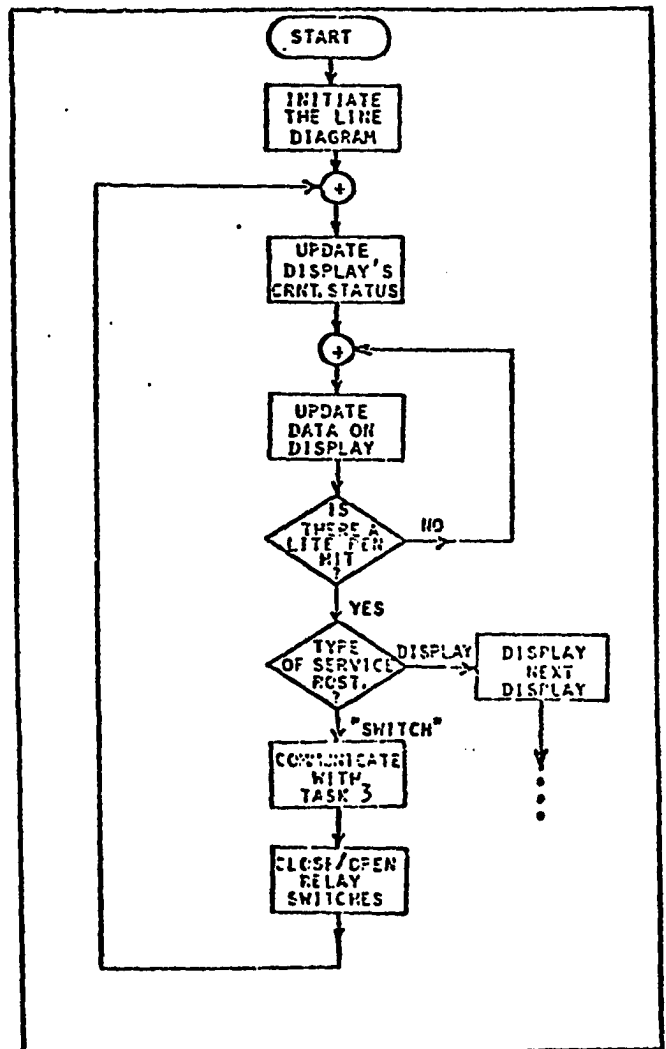 START
INITIATE
THE LINE
DIAGRAM
+
UPDATE
DISPLAY'S
CRNT. STATUS
+
UPDATE
DATA ON
DISPLAY
IS
THERE A
LITE PEN
HIT
?
NO
YES
TYPE
OF SERVICE
RQST.
?
DISPLAY
DISPLAY
NEXT
DISPLAY
"SWITCH"
COMMUNICATE
WITH
TASK 3
CLOSE/OPEN
RELAY
SWITCHES